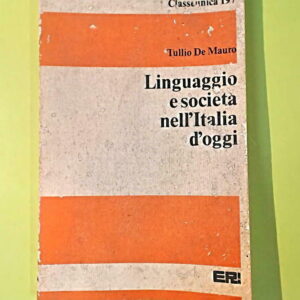 Tullio De Mauro
Linguaggio
e società
nell'Italia
d'oggi
ERI